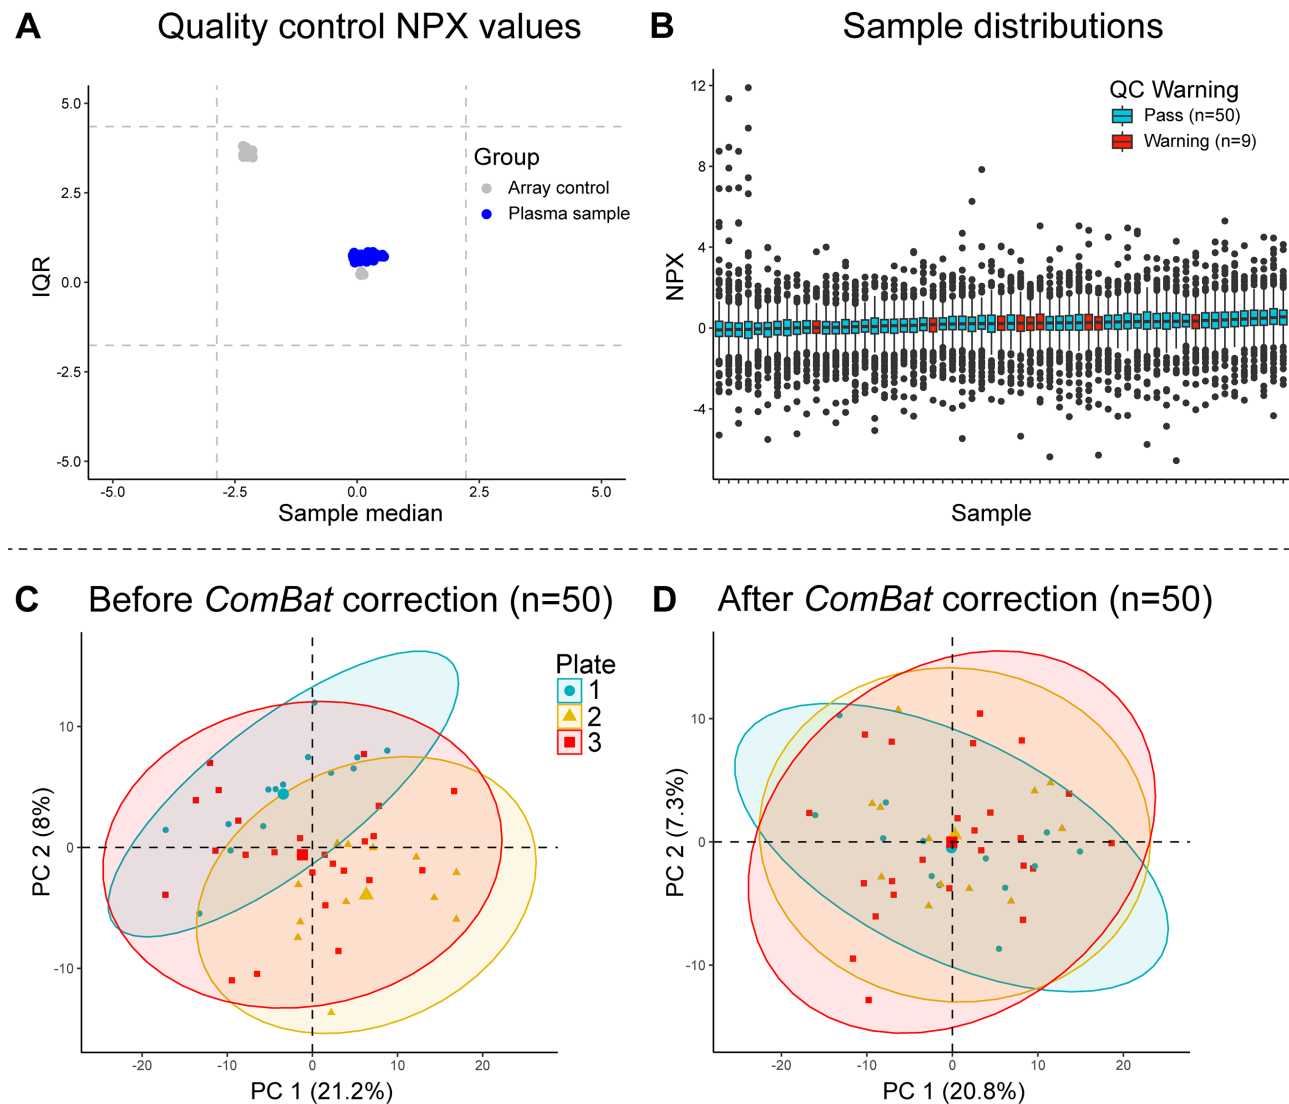 A Quality control NPX values
5.0
2.5
0.0
-2.5
-5.0
IQR
-5.0 -2.5 0.0 2.5 5.0
Sample median
Group
Array control
Plasma sample
B Sample distributions
12
8
4
0
-4
NPX
Sample
QC Warning
Pass (n=50)
Warning (n=9)
C Before ComBat correction (n=50)
10
0
-10
PC 2 (8%)
-20 -10 0 10 20
PC 1 (21.2%)
Plate
1
2
3
D After ComBat correction (n=50)
10
0
-10
PC 2 (7.3%)
-20 -10 0 10 20
PC 1 (20.8%)